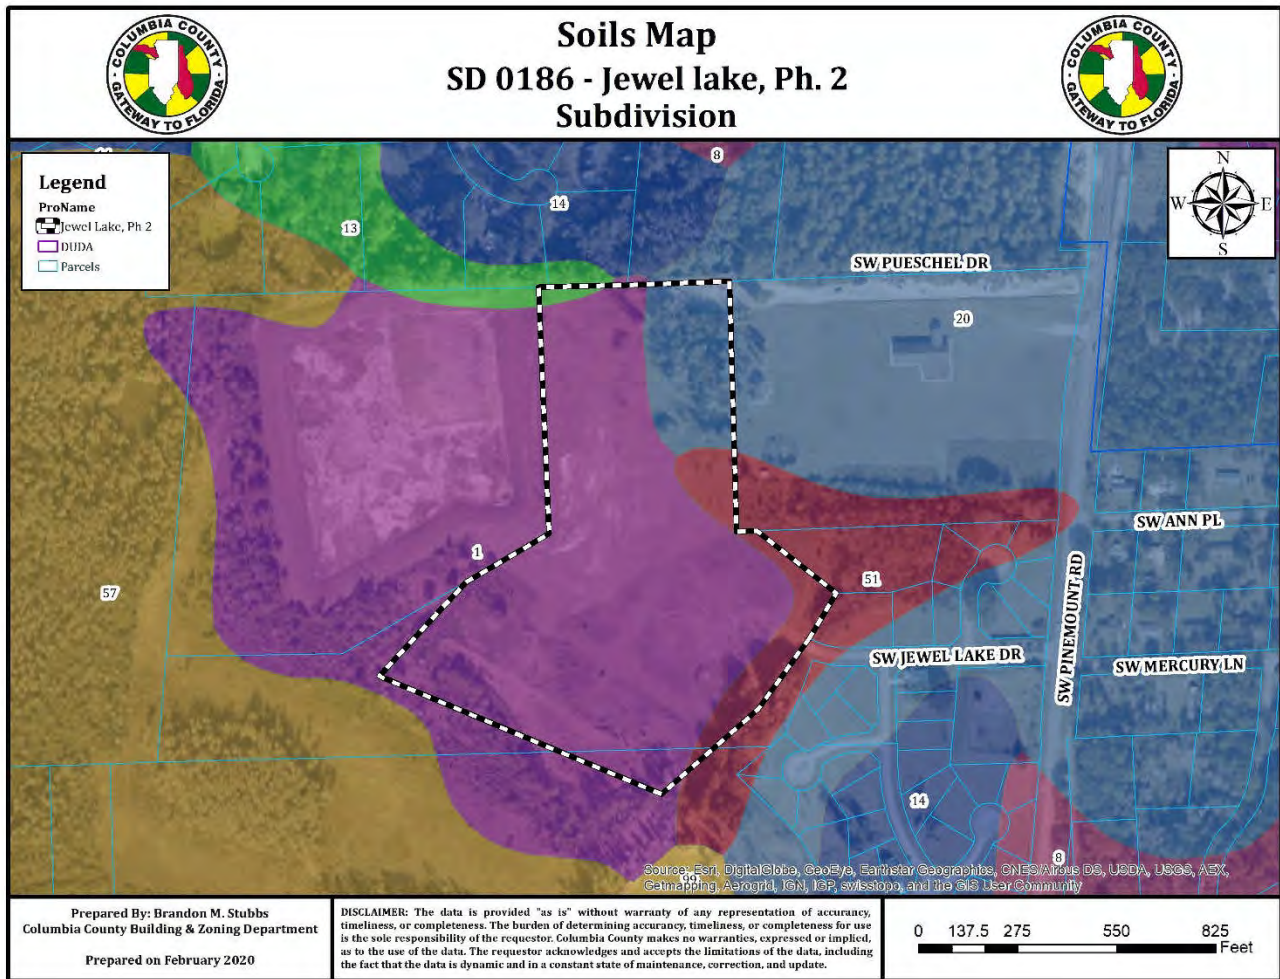 COLUMBIA COUNTY
GATEWAY TO FLORIDA
Soils Map
SD 0186 - Jewel lake, Ph. 2
Subdivision
COLUMBIA COUNTY
GATEWAY TO FLORIDA
Legend
ProName
Jewel Lake, Ph 2
DUDA
Parcels
N
W E
S
8
14
13
SW PUESCHEL DR
20
SW ANN PL
1
51
57
SW PINEMOUNT RD
SW JEWEL LAKE DR
SW MERCURY LN
14
8
99
Source: Esri, DigitalGlobe, GeoEye, Earthstar Geographics, CNES/Airbus DS, USDA, USGS, AEX,
Getmapping, Aerogrid, IGN, IGP, swisstopo, and the GIS User Community
Prepared By: Brandon M. Stubbs
Columbia County Building & Zoning Department
Prepared on February 2020
DISCLAIMER: The data is provided "as is" without warranty of any representation of accurancy,
timeliness, or completeness. The burden of determining accurancy, timeliness, or completeness for use
is the sole responsibility of the requestor. Columbia County makes no warranties, expressed or implied,
as to the use of the data. The requestor acknowledges and accepts the limitations of the data, including
the fact that the data is dynamic and in a constant state of maintenance, correction, and update.
0 137.5 275 550 825
Feet